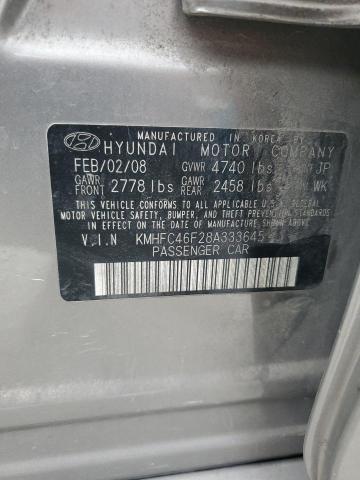 MANUFACTURED IN KOREA BY
HYUNDAI MOTOR COMPANY
FEB/02/08 GVWR 4740 lbs JP
GAWR FRONT 2778 lbs GAWR REAR 2458 lbs WK
THIS VEHICLE CONFORMS TO ALL APPLICABLE U.S.A FEDERAL
MOTOR VEHICLE SAFETY, BUMPER, AND THEFT
PREVENTION STANDARDS IN EFFECT ON THE DATE OF
MANUFACTURE SHOWN ABOVE.
V.I.N KMHFC46F28A333645
PASSENGER CAR